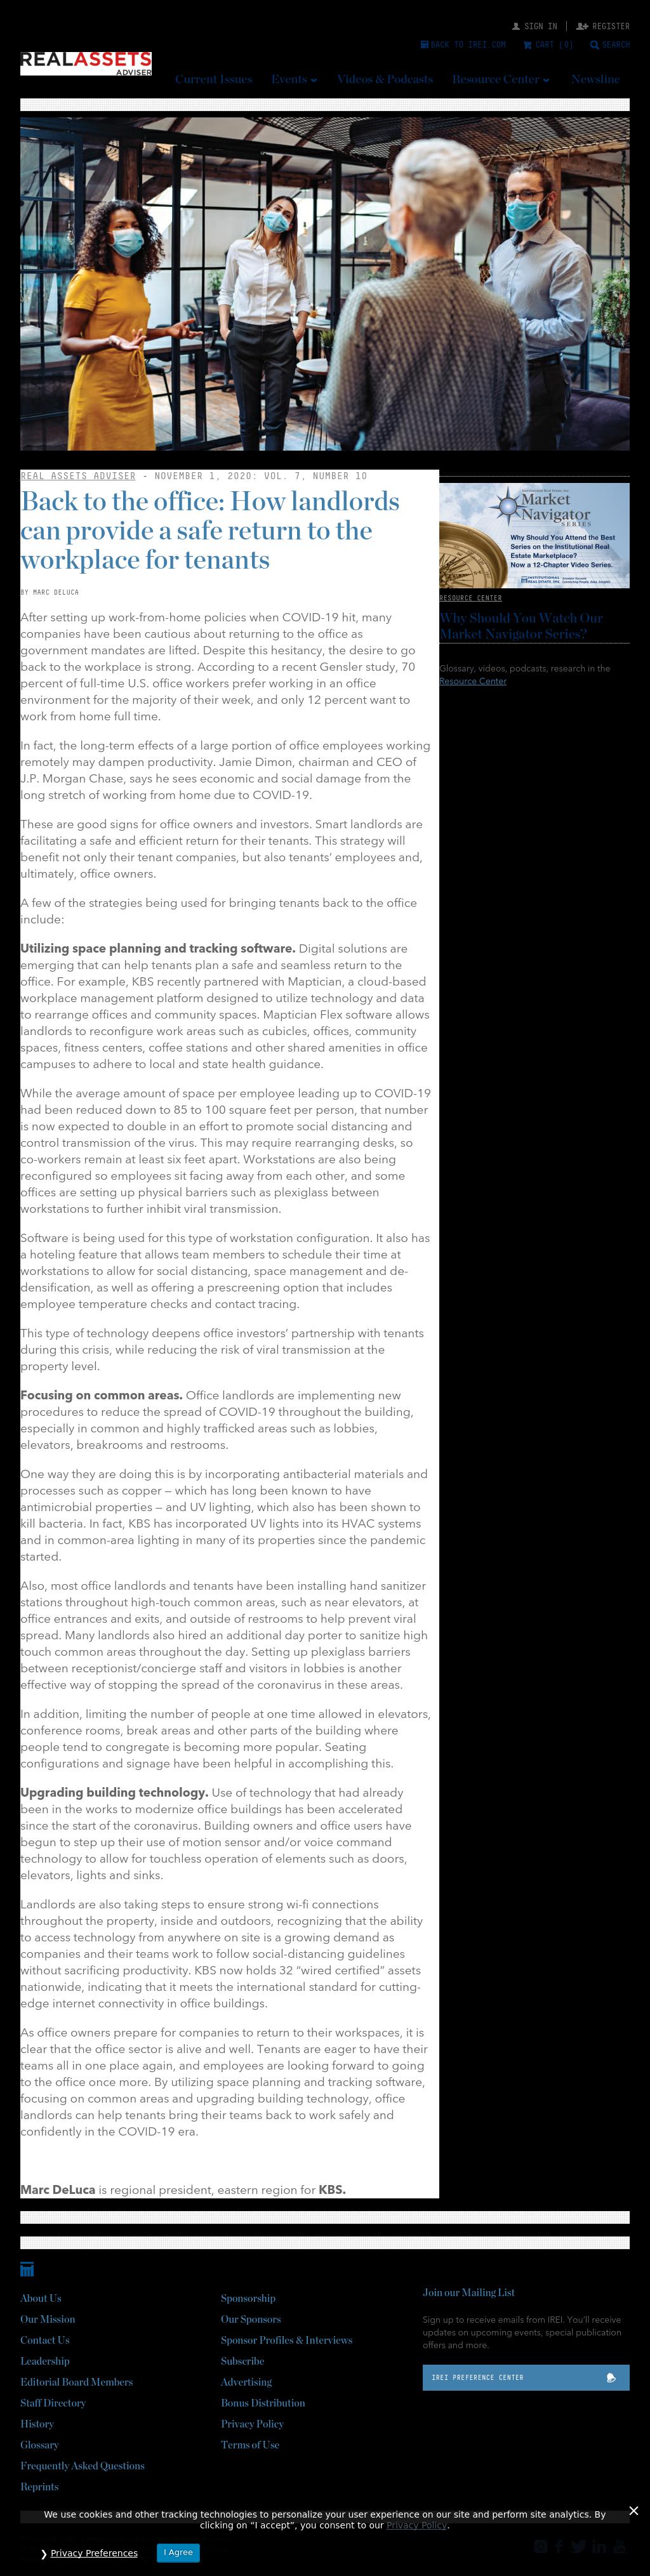 SIGN IN
REGISTER
BACK TO IREI.COM
CART (0)
SEARCH
REALASSETS
ADVISER
Current Issues
Events
Videos & Podcasts
Resource Center
Newsline
REAL ASSETS ADVISER - NOVEMBER 1, 2020: VOL. 7, NUMBER 10
Back to the office: How landlords
can provide a safe return to the
workplace for tenants
BY MARC DELUCA
After setting up work-from-home policies when COVID-19 hit, many
companies have been cautious about returning to the office as
government mandates are lifted. Despite this hesitancy, the desire to go
back to the workplace is strong. According to a recent Gensler study, 70
percent of full-time U.S. office workers prefer working in an office
environment for the majority of their week, and only 12 percent want to
work from home full time.
In fact, the long-term effects of a large portion of office employees working
remotely may dampen productivity. Jamie Dimon, chairman and CEO of
J.P. Morgan Chase, says he sees economic and social damage from the
long stretch of working from home due to COVID-19.
These are good signs for office owners and investors. Smart landlords are
facilitating a safe and efficient return for their tenants. This strategy will
benefit not only their tenant companies, but also tenants’ employees and,
ultimately, office owners.
A few of the strategies being used for bringing tenants back to the office
include:
Utilizing space planning and tracking software. Digital solutions are
emerging that can help tenants plan a safe and seamless return to the
office. For example, KBS recently partnered with Maptician, a cloud-based
workplace management platform designed to utilize technology and data
to rearrange offices and community spaces. Maptician Flex software allows
landlords to reconfigure work areas such as cubicles, offices, community
spaces, fitness centers, coffee stations and other shared amenities in office
campuses to adhere to local and state health guidance.
While the average amount of space per employee leading up to COVID-19
had been reduced down to 85 to 100 square feet per person, that number
is now expected to double in an effort to promote social distancing and
control transmission of the virus. This may require rearranging desks, so
co-workers remain at least six feet apart. Workstations are also being
reconfigured so employees sit facing away from each other, and some
offices are setting up physical barriers such as plexiglass between
workstations to further inhibit viral transmission.
Software is being used for this type of workstation configuration. It also has
a hoteling feature that allows team members to schedule their time at
workstations to allow for social distancing, space management and de-
densification, as well as offering a prescreening option that includes
employee temperature checks and contact tracing.
This type of technology deepens office investors’ partnership with tenants
during this crisis, while reducing the risk of viral transmission at the
property level.
Focusing on common areas. Office landlords are implementing new
procedures to reduce the spread of COVID-19 throughout the building,
especially in common and highly trafficked areas such as lobbies,
elevators, breakrooms and restrooms.
One way they are doing this is by incorporating antibacterial materials and
processes such as copper — which has long been known to have
antimicrobial properties — and UV lighting, which also has been shown to
kill bacteria. In fact, KBS has incorporated UV lights into its HVAC systems
and in common-area lighting in many of its properties since the pandemic
started.
Also, most office landlords and tenants have been installing hand sanitizer
stations throughout high-touch common areas, such as near elevators, at
office entrances and exits, and outside of restrooms to help prevent viral
spread. Many landlords also hired an additional day porter to sanitize high
touch common areas throughout the day. Setting up plexiglass barriers
between receptionist/concierge staff and visitors in lobbies is another
effective way of stopping the spread of the coronavirus in these areas.
In addition, limiting the number of people at one time allowed in elevators,
conference rooms, break areas and other parts of the building where
people tend to congregate is becoming more popular. Seating
configurations and signage have been helpful in accomplishing this.
Upgrading building technology. Use of technology that had already
been in the works to modernize office buildings has been accelerated
since the start of the coronavirus. Building owners and office users have
begun to step up their use of motion sensor and/or voice command
technology to allow for touchless operation of elements such as doors,
elevators, lights and sinks.
Landlords are also taking steps to ensure strong wi-fi connections
throughout the property, inside and outdoors, recognizing that the ability
to access technology from anywhere on site is a growing demand as
companies and their teams work to follow social-distancing guidelines
without sacrificing productivity. KBS now holds 32 “wired certified” assets
nationwide, indicating that it meets the international standard for cutting-
edge internet connectivity in office buildings.
As office owners prepare for companies to return to their workspaces, it is
clear that the office sector is alive and well. Tenants are eager to have their
teams all in one place again, and employees are looking forward to going
to the office once more. By utilizing space planning and tracking software,
focusing on common areas and upgrading building technology, office
landlords can help tenants bring their teams back to work safely and
confidently in the COVID-19 era.
Marc DeLuca is regional president, eastern region for KBS.
Market
Navigator
SERIES
Why Should You Attend the Best
Series on the Institutional Real
Estate Marketplace?
Now a 12-Chapter Video Series.
RESOURCE CENTER
Why Should You Watch Our
Market Navigator Series?
Glossary, videos, podcasts, research in the
Resource Center
About Us
Our Mission
Contact Us
Leadership
Editorial Board Members
Staff Directory
History
Glossary
Frequently Asked Questions
Reprints
Sponsorship
Our Sponsors
Sponsor Profiles & Interviews
Subscribe
Advertising
Bonus Distribution
Privacy Policy
Terms of Use
Join our Mailing List
Sign up to receive emails from IREI. You’ll receive
updates on upcoming events, special publication
offers and more.
IREI PREFERENCE CENTER
We use cookies and other tracking technologies to personalize your user experience on our site and perform site analytics. By
clicking on “I accept”, you consent to our Privacy Policy.
❯ Privacy Preferences
I Agree